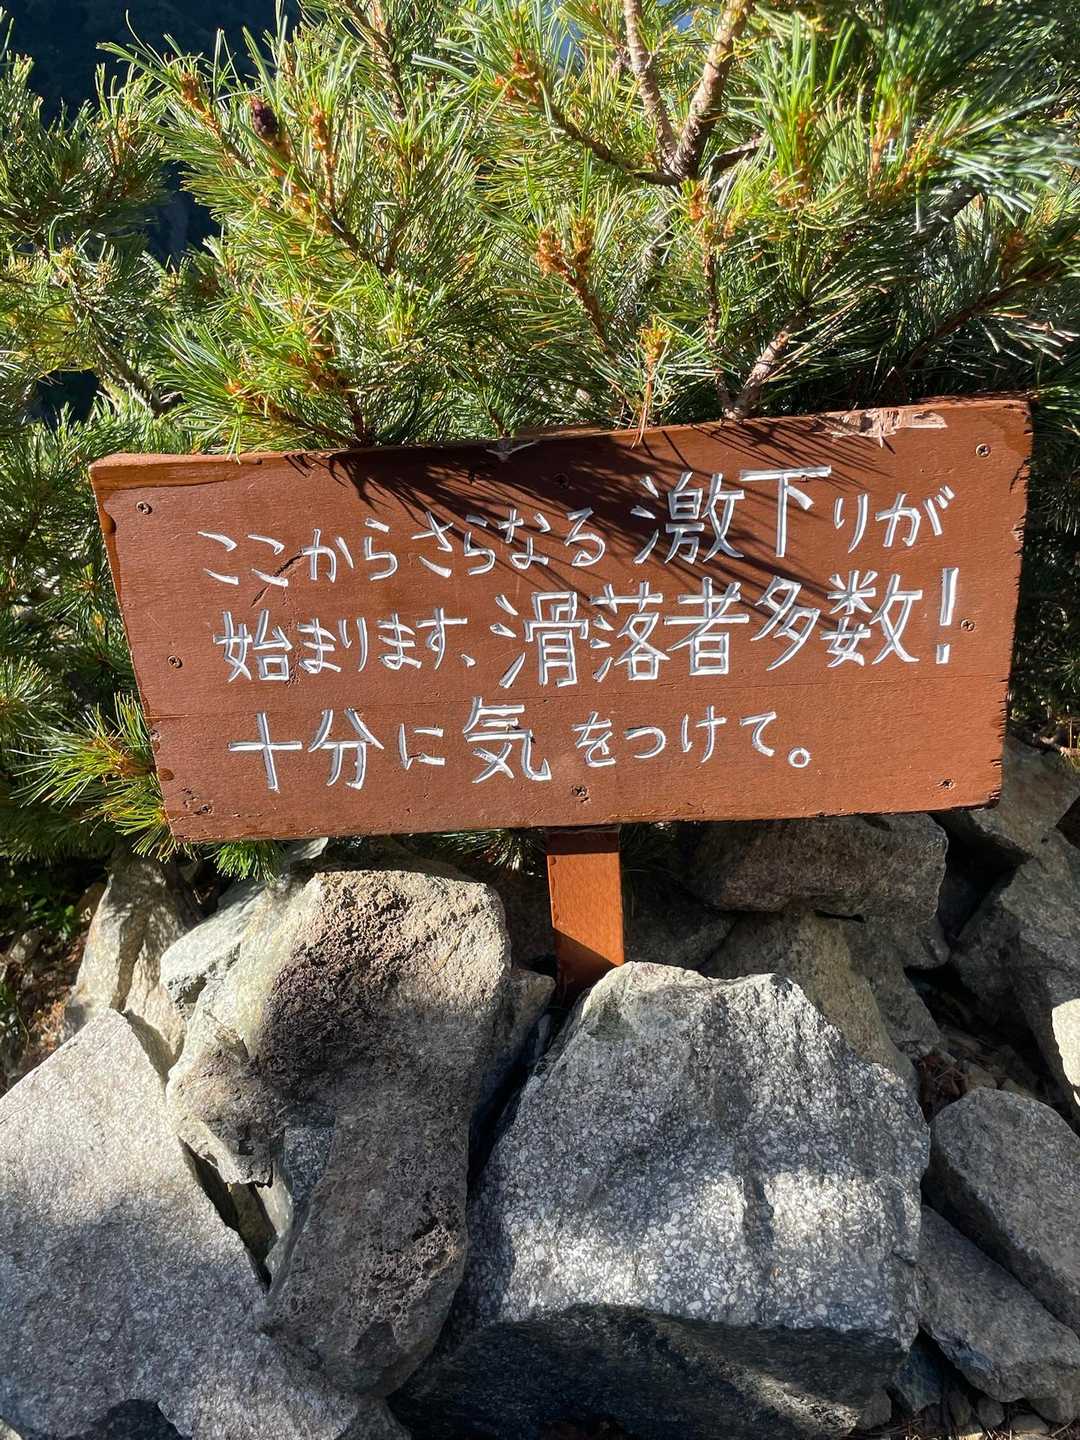 ここからさらなる激下りが
始まります、滑落者多数！
十分に気をつけて。